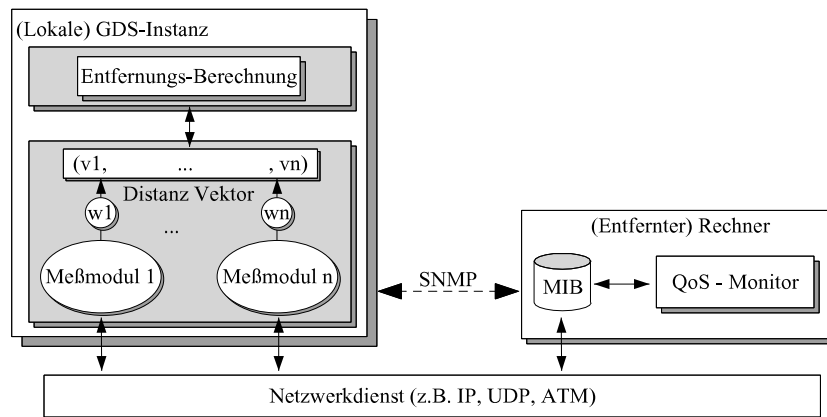 (Lokale) GDS-Instanz
Entfernungs-Berechnung
(v1, ... , vn)
Distanz Vektor
w1 ... wn
Meßmodul 1
Meßmodul n
SNMP
(Entfernter) Rechner
MIB
QoS - Monitor
Netzwerkdienst (z.B. IP, UDP, ATM)